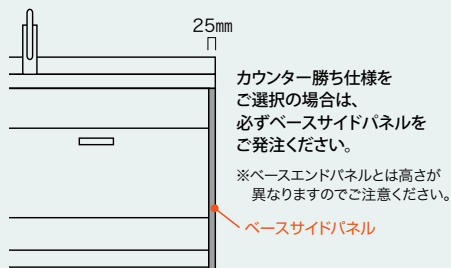 25mm
カウンター勝ち仕様を
ご選択の場合は、
必ずベースサイドパネルを
ご発注ください。
※ベースエンドパネルとは高さが
異なりますのでご注意ください。
ベースサイドパネル